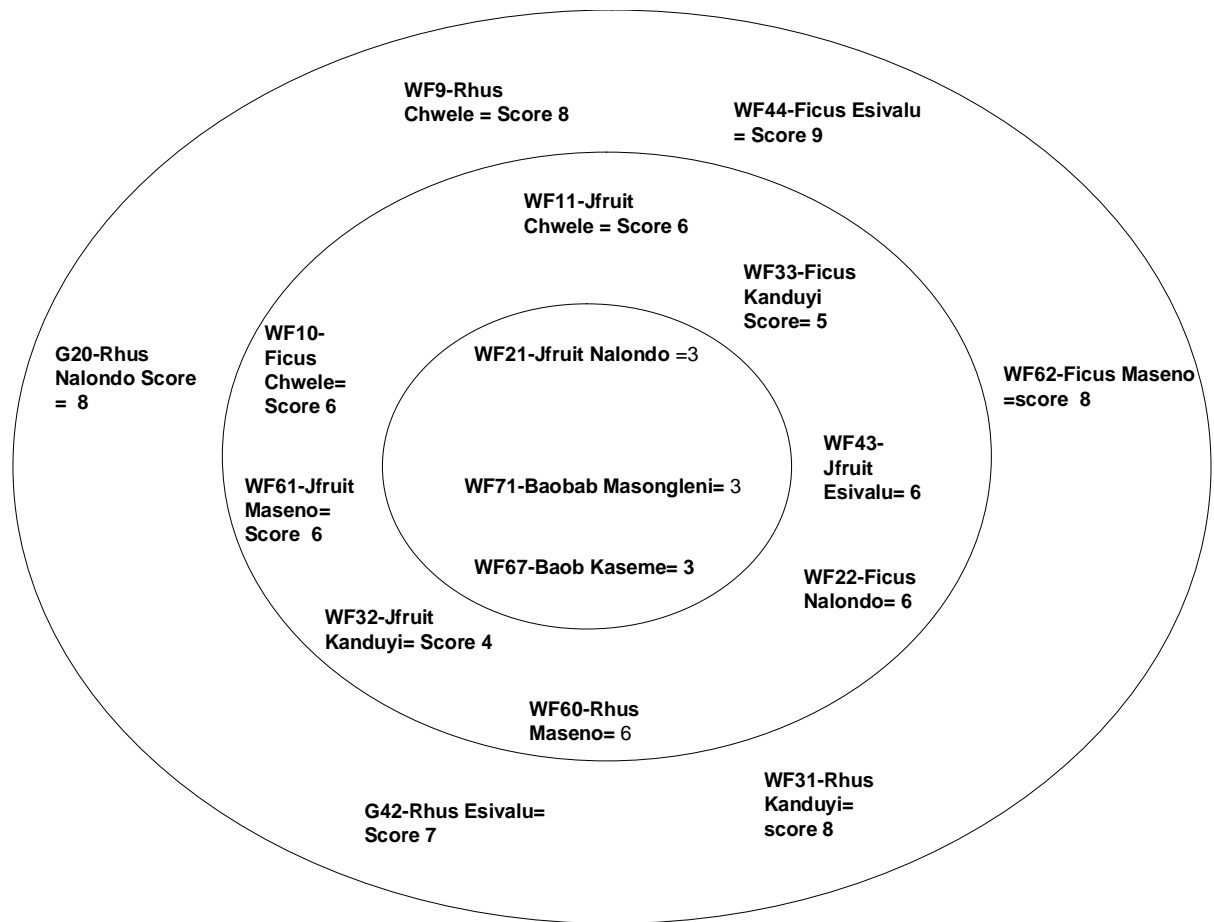 WF9-Rhus
Chwele = Score 8
WF44-Ficus Esivalu
= Score 9
WF11-Jfruit
Chwele = Score 6
WF33-Ficus
Kanduyi
Score= 5
WF10-
Ficus
Chwele=
Score 6
G20-Rhus
Nalondo Score
= 8
WF21-Jfruit Nalondo =3
WF62-Ficus Maseno
=score 8
WF43-
Jfruit
Esivalu= 6
WF61-Jfruit
Maseno=
Score 6
WF71-Baobab Masongleni= 3
WF67-Baob Kaseme= 3
WF22-Ficus
Nalondo= 6
WF32-Jfruit
Kanduyi= Score 4
WF60-Rhus
Maseno= 6
WF31-Rhus
Kanduyi=
score 8
G42-Rhus Esivalu=
Score 7